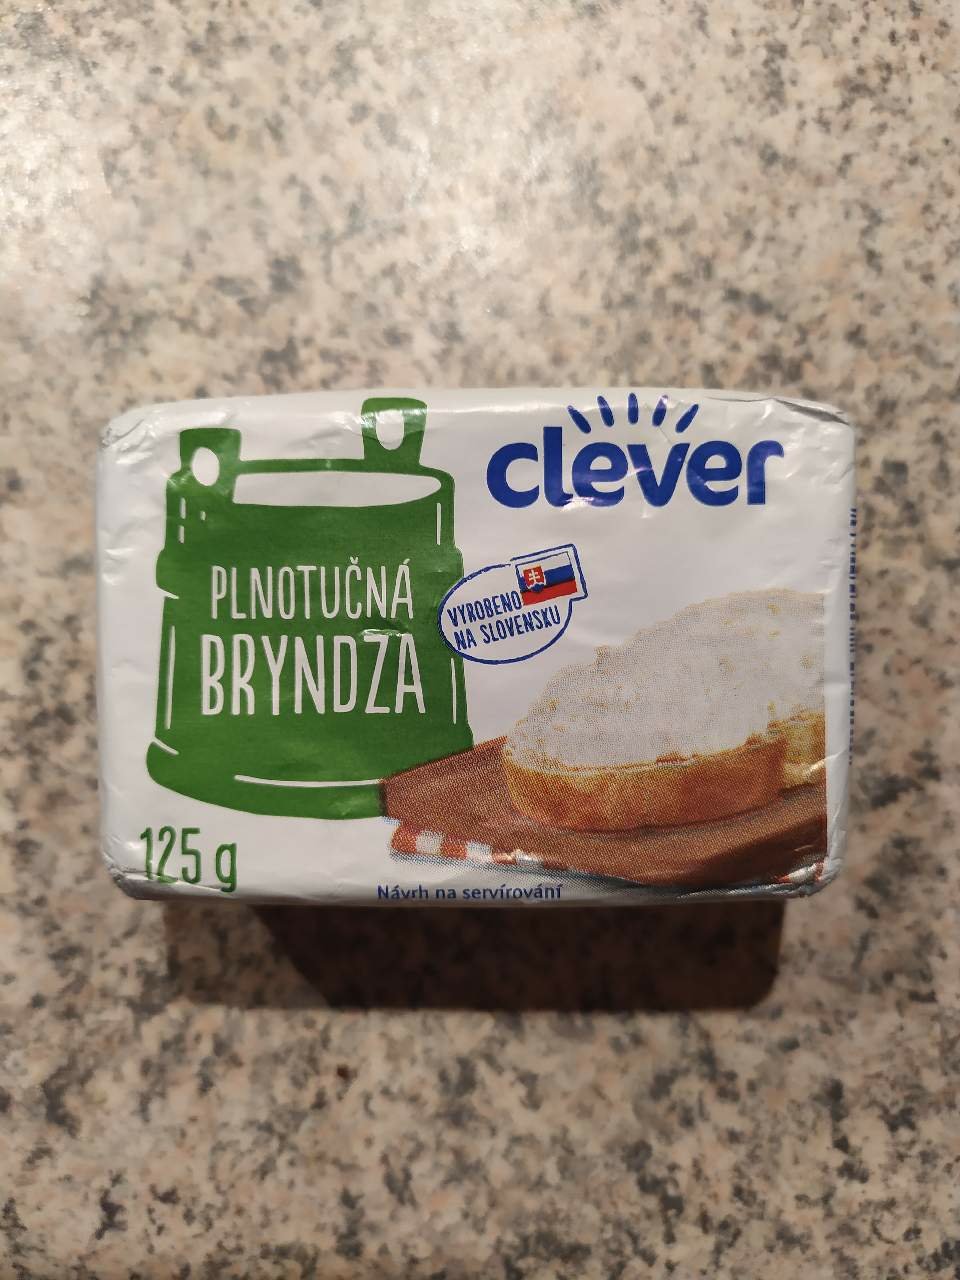 clever
PLNOTUČNÁ
BRYNDZA
VYROBENO
NA SLOVENSKU
125 g
Návrh na servírování